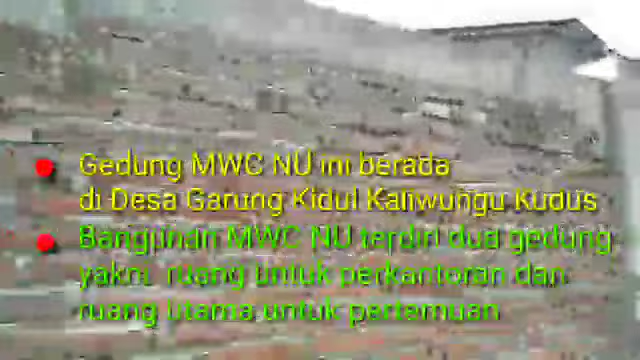 Gedung MWC NU ini berada
di Desa Garung Kidul Kaliwungu Kudus
Bangunan MWC NU terdiri dua gedung
yakni, ruang untuk perkantoran dan
ruang utama untuk pertemuan